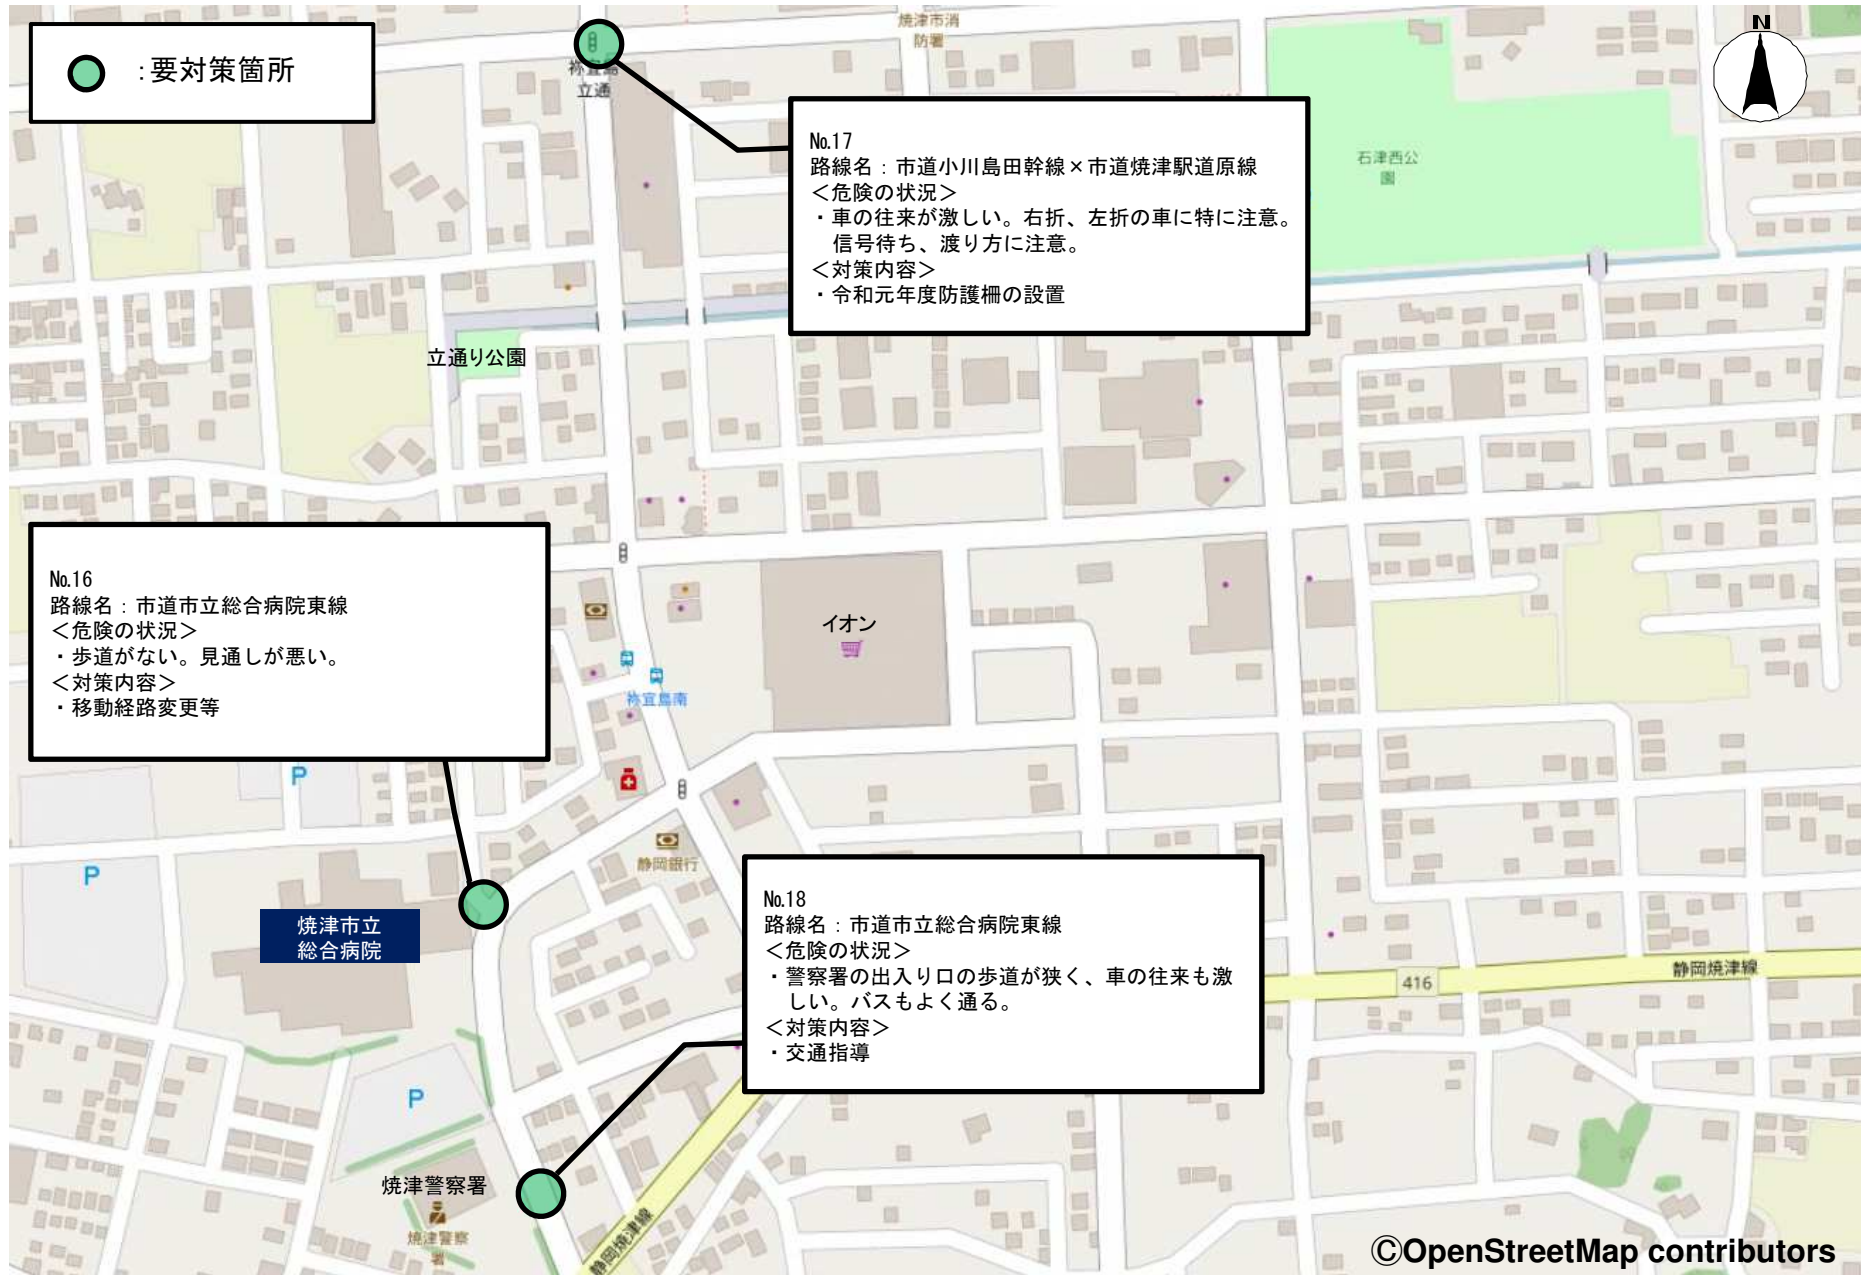 :要対策箇所
焼津市消
防署
N
祢宜島
立通
石津西公
園
No.17
路線名：市道小川島田幹線×市道焼津駅道原線
＜危険の状況＞
・車の往来が激しい。右折、左折の車に特に注意。
信号待ち、渡り方に注意。
＜対策内容＞
・令和元年度防護柵の設置
立通り公園
No.16
路線名：市道市立総合病院東線
＜危険の状況＞
・歩道がない。見通しが悪い。
＜対策内容＞
・移動経路変更等
イオン
祢宜島南
P
静岡銀行
P
焼津市立
総合病院
No.18
路線名：市道市立総合病院東線
＜危険の状況＞
・警察署の出入り口の歩道が狭く、車の往来も激
しい。バスもよく通る。
＜対策内容＞
・交通指導
416
静岡焼津線
P
焼津警察署
焼津警察
署
静岡焼津線
ⒸOpenStreetMap contributors